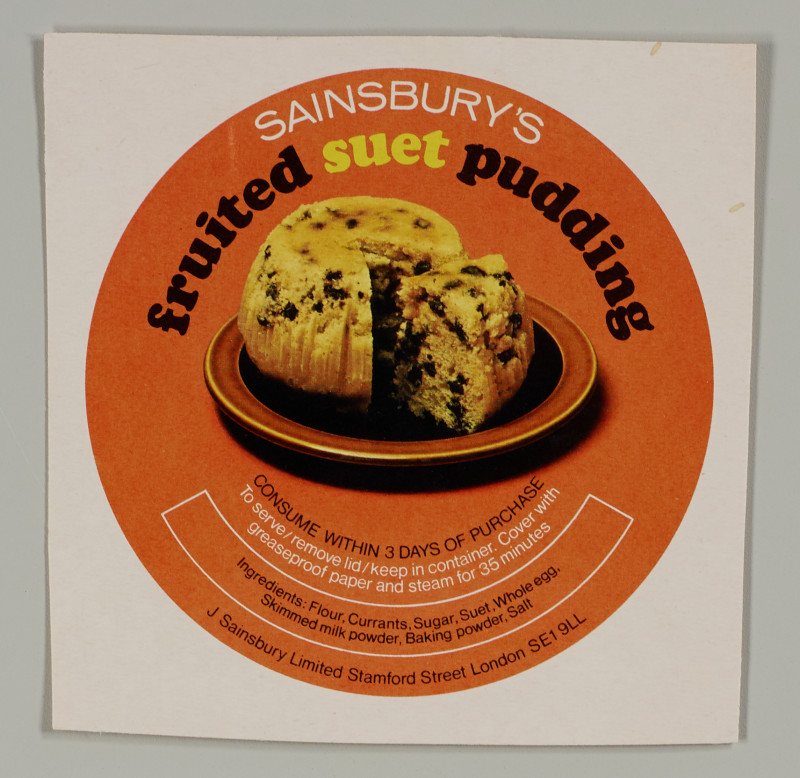 SAINSBURY'S
fruited suet pudding
CONSUME WITHIN 3 DAYS OF PURCHASE
To serve/remove lid/keep in container. Cover with
greaseproof paper and steam for 35 minutes
Ingredients: Flour, Currants, Sugar, Suet, Whole egg,
Skimmed milk powder, Baking powder, Salt
J Sainsbury Limited Stamford Street London SE1 9LL